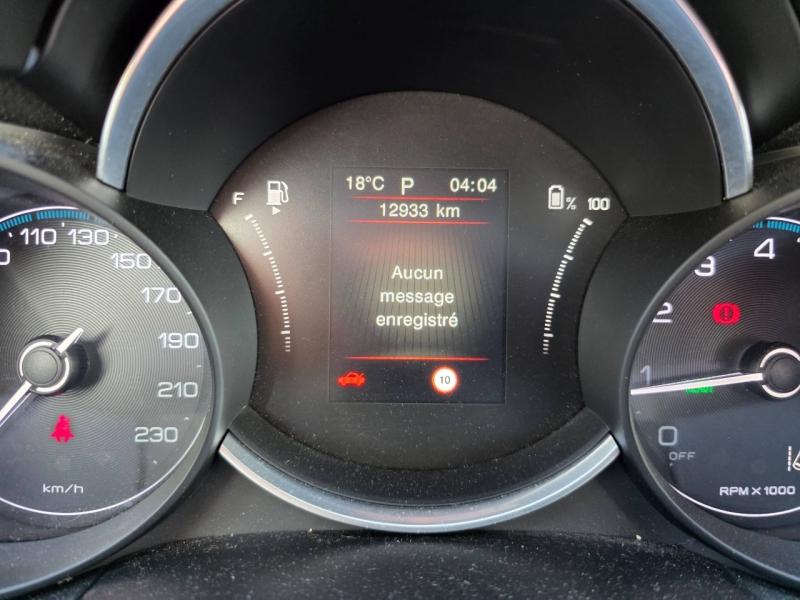 18°C P 04:04
12933 km
F
% 100
Aucun
message
enregistré
10
110
130
150
170
190
210
230
km/h
4
3
2
1
0
OFF
RPM X 1000